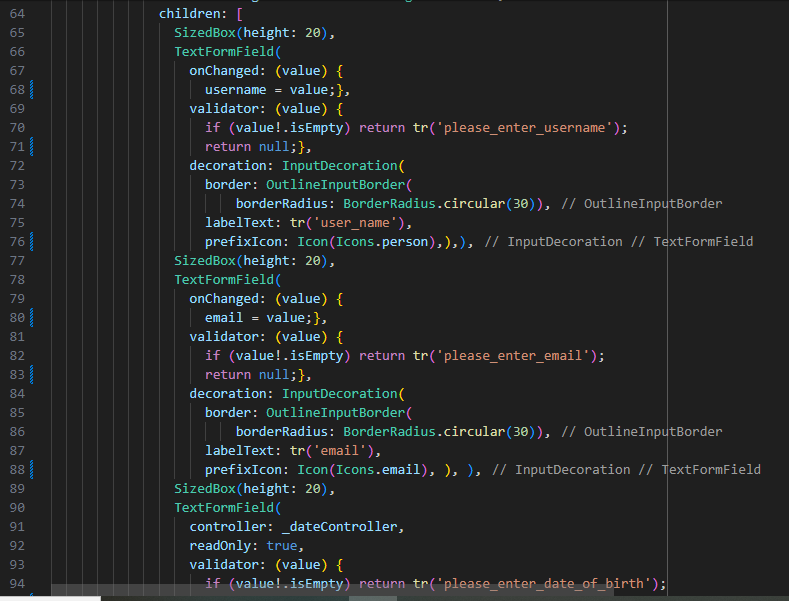 64 children: [
65 SizedBox(height: 20),
66 TextFormField(
67 onChanged: (value) {
68 username = value;},
69 validator: (value) {
70 if (value!.isEmpty) return tr('please_enter_username');
71 return null;},
72 decoration: InputDecoration(
73 border: OutlineInputBorder(
74 borderRadius: BorderRadius.circular(30)), // OutlineInputBorder
75 labelText: tr('user_name'),
76 prefixIcon: Icon(Icons.person),),), // InputDecoration // TextFormField
77 SizedBox(height: 20),
78 TextFormField(
79 onChanged: (value) {
80 email = value;},
81 validator: (value) {
82 if (value!.isEmpty) return tr('please_enter_email');
83 return null;},
84 decoration: InputDecoration(
85 border: OutlineInputBorder(
86 borderRadius: BorderRadius.circular(30)), // OutlineInputBorder
87 labelText: tr('email'),
88 prefixIcon: Icon(Icons.email), ), ), // InputDecoration // TextFormField
89 SizedBox(height: 20),
90 TextFormField(
91 controller: _dateController,
92 readOnly: true,
93 validator: (value) {
94 if (value!.isEmpty) return tr('please_enter_date_of_birth');